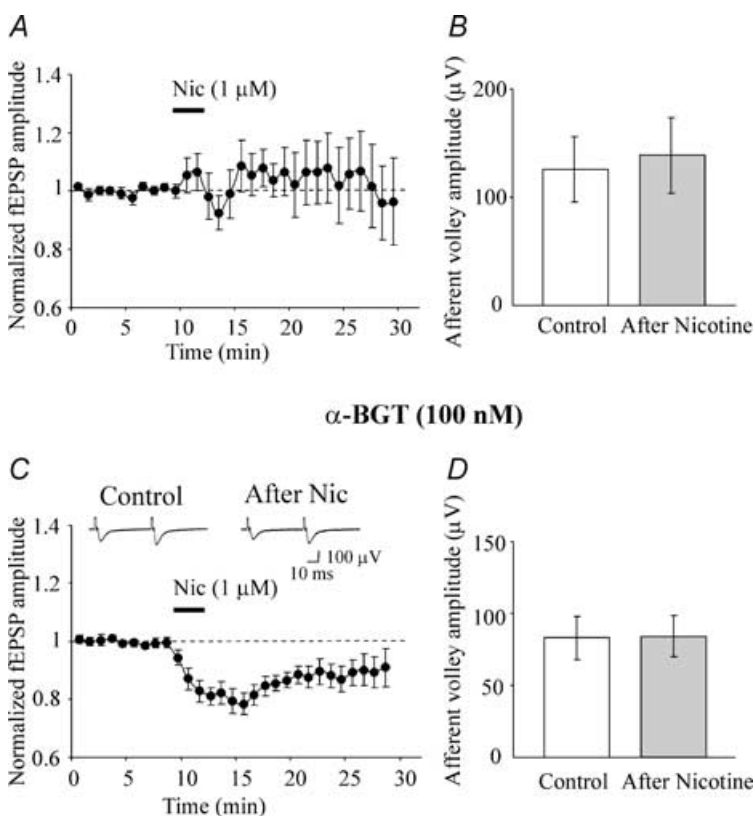 A
Normalized fEPSP amplitude
1.4
1.2
1
0.8
0.6
Nic (1 μM)
0 5 10 15 20 25 30
Time (min)
B
Afferent volley amplitude (μV)
200
100
0
Control After Nicotine
α-BGT (100 nM)
C
Normalized fEPSP amplitude
1.4
1.2
1
0.8
0.6
Control After Nic
100 μV
10 ms
Nic (1 μM)
0 5 10 15 20 25 30
Time (min)
D
Afferent volley amplitude (μV)
150
100
50
0
Control After Nicotine